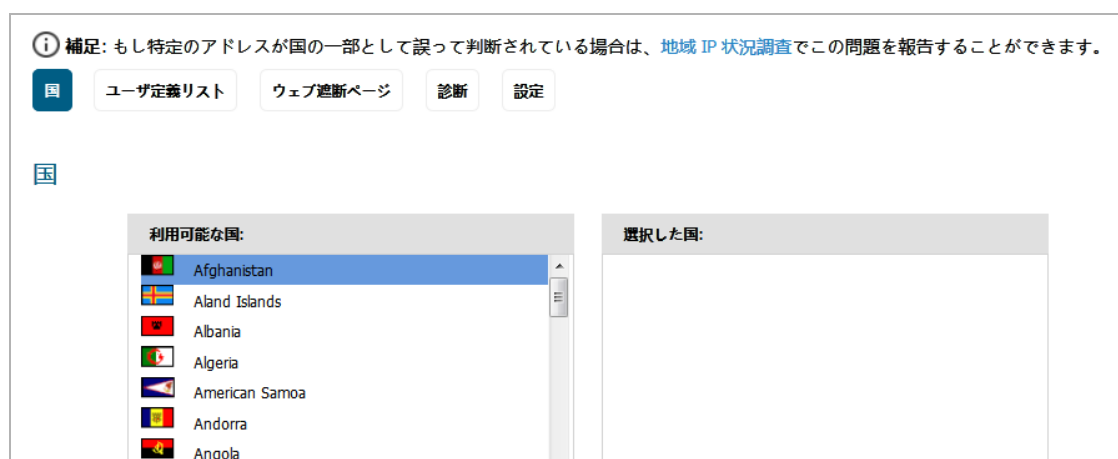 補足: もし特定のアドレスが国の一部として誤って判断されている場合は、地域 IP 状況調査でこの問題を報告することができます。
国 ユーザ定義リスト ウェブ遮断ページ 診断 設定
国
利用可能な国: 選択した国:
Afghanistan
Aland Islands
Albania
Algeria
American Samoa
Andorra
Angola